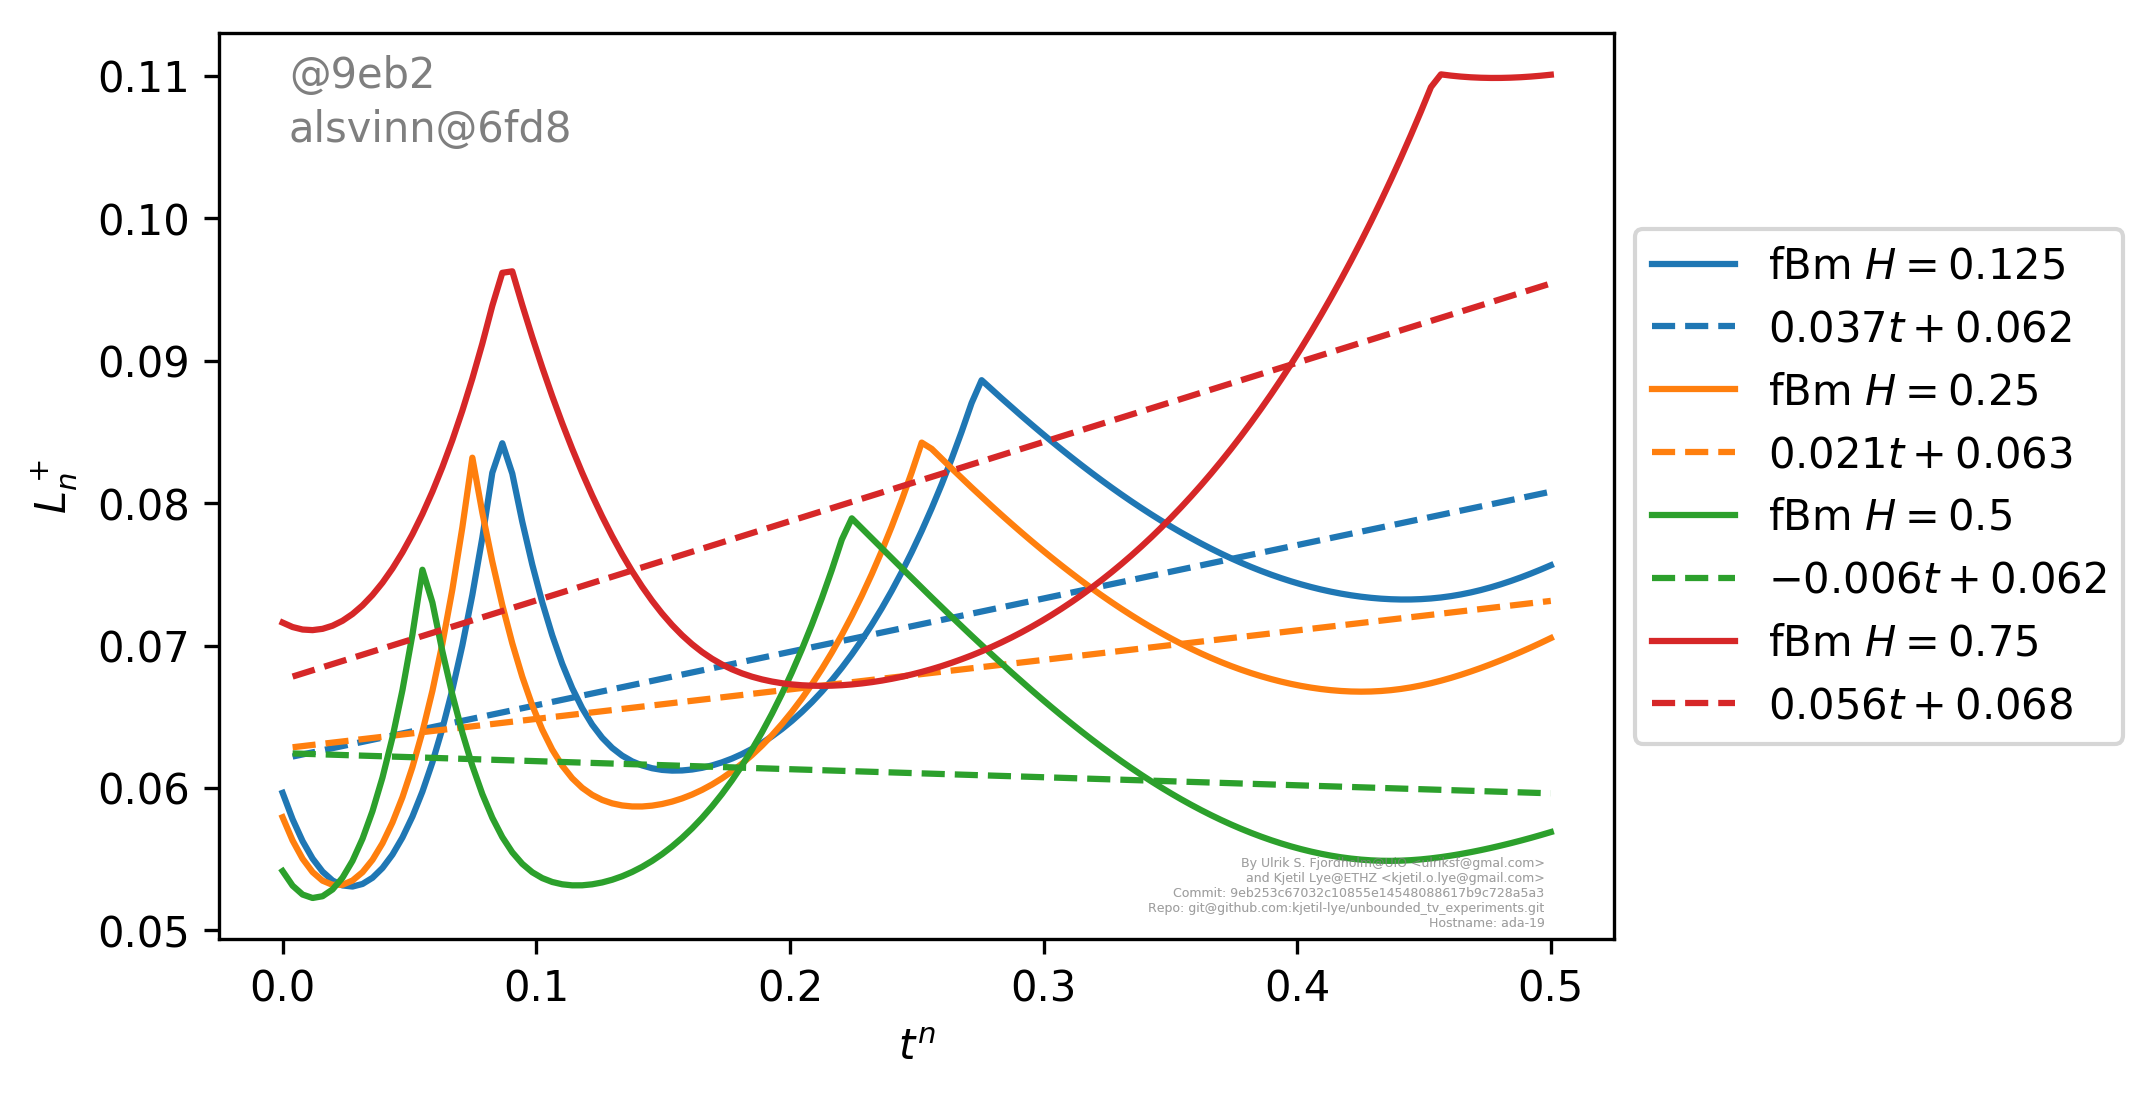 @9eb2
alsvinn@6fd8
0.11
0.10
0.09
0.08
0.07
0.06
0.05
L_n^+
0.0 0.1 0.2 0.3 0.4 0.5
t^n
fBm H = 0.125
0.037t + 0.062
fBm H = 0.25
0.021t + 0.063
fBm H = 0.5
−0.006t + 0.062
fBm H = 0.75
0.056t + 0.068
By Ulrik S. Fjordholm@UiO <ulriksf@gmal.com>
and Kjetil Lye@ETHZ <kjetil.o.lye@gmail.com>
Commit: 9eb253c67032c10855e14548088617b9c728a5a3
Repo: git@github.com:kjetil-lye/unbounded_tv_experiments.git
Hostname: ada-19